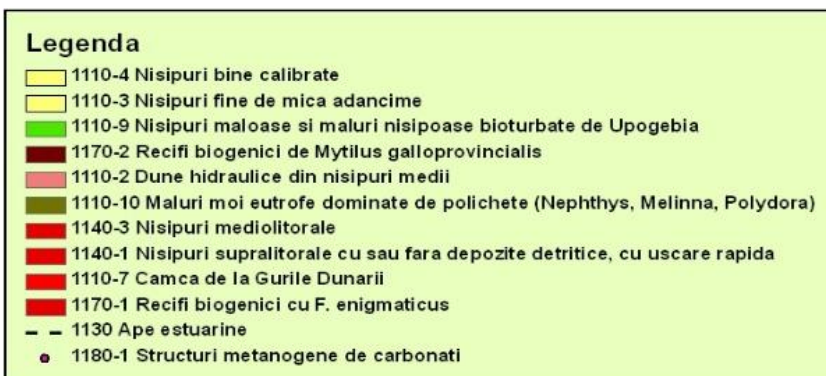 Legenda
1110-4 Nisipuri bine calibrate
1110-3 Nisipuri fine de mica adancime
1110-9 Nisipuri maloase si maluri nisipoase bioturbate de Upogebia
1170-2 Recifi biogenici de Mytilus galloprovincialis
1110-2 Dune hidraulice din nisipuri medii
1110-10 Maluri moi eutrofe dominate de polichete (Nephthys, Melinna, Polydora)
1140-3 Nisipuri mediolitorale
1140-1 Nisipuri supralitorale cu sau fara depozite detritice, cu uscare rapida
1110-7 Camca de la Gurile Dunarii
1170-1 Recifi biogenici cu F. enigmaticus
1130 Ape estuarine
1180-1 Structuri metanogene de carbonati